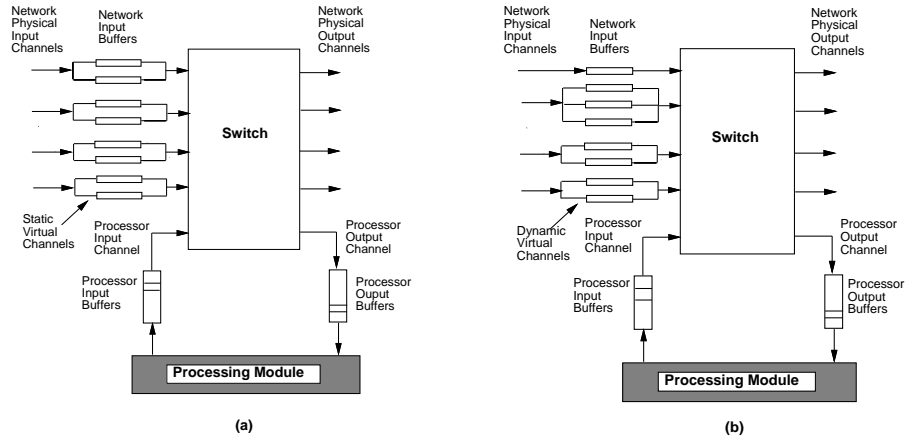 Network
Physical
Input
Channels
Network
Input
Buffers
Network
Physical
Output
Channels
Switch
Static
Virtual
Channels
Processor
Input
Channel
Processor
Output
Channel
Processor
Input
Buffers
Processor
Ouput
Buffers
Processing Module
(a)
Network
Physical
Input
Channels
Network
Input
Buffers
Network
Physical
Output
Channels
Switch
Dynamic
Virtual
Channels
Processor
Input
Channel
Processor
Output
Channel
Processor
Input
Buffers
Processor
Output
Buffers
Processing Module
(b)